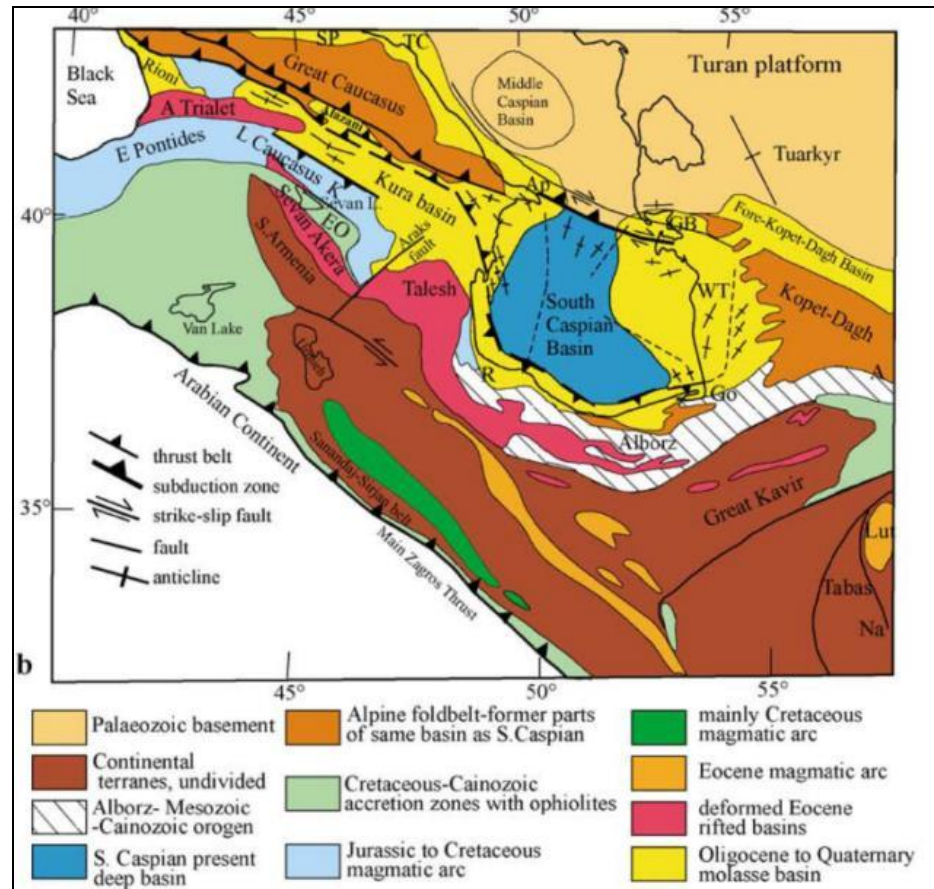 40°
45°
50°
55°
Black
Sea
Rioni
SP
TC
Great Caucasus
Middle
Caspian
Basin
Turan platform
Alazani
A Trialet
Tuarkyr
E Pontides
L Caucasus
K
Kura basin
Ap
40°
Sevan L.
Sevan Akera
EO
GB
Fore-Kopet-Dagh Basin
S.Armenia
Araks
fault
Talesh
WT
Kopet-Dagh
South
Caspian
Basin
Van Lake
R
Go
A
Arabian Continent
Alborz
thrust belt
subduction zone
strike-slip fault
fault
anticline
Sanandaj-Sirjan belt
Great Kavir
35°
Lut
Main Zagros Thrust
Tabas
Na
b
45°
50°
55°
Palaeozoic basement
Continental
terranes, undivided
Alborz- Mesozoic
-Cainozoic orogen
S. Caspian present
deep basin
Alpine foldbelt-former parts
of same basin as S.Caspian
Cretaceous-Cainozoic
accretion zones with ophiolites
Jurassic to Cretaceous
magmatic arc
mainly Cretaceous
magmatic arc
Eocene magmatic arc
deformed Eocene
rifted basins
Oligocene to Quaternary
molasse basin